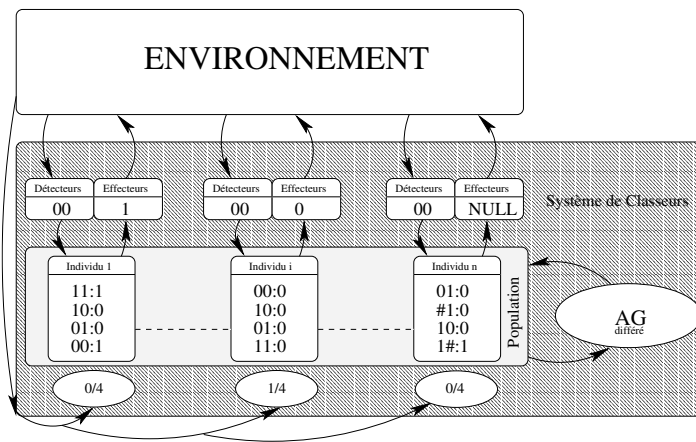 ENVIRONNEMENT
Détecteurs Effecteurs
00 1
Détecteurs Effecteurs
00 0
Détecteurs Effecteurs
00 NULL
Système de Classeurs
Individu 1
11:1
10:0
01:0
00:1
Individu i
00:0
10:0
01:0
11:0
Individu n
01:0
#1:0
10:0
1#:1
Population
AG
différé
0/4
1/4
0/4